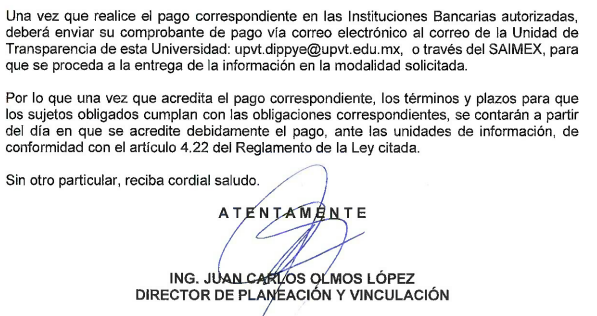 Una vez que realice el pago correspondiente en las Instituciones Bancarias autorizadas,
deberá enviar su comprobante de pago vía correo electrónico al correo de la Unidad de
Transparencia de esta Universidad: upvt.dippye@upvt.edu.mx, o través del SAIMEX, para
que se proceda a la entrega de la información en la modalidad solicitada.
Por lo que una vez que acredita el pago correspondiente, los términos y plazos para que
los sujetos obligados cumplan con las obligaciones correspondientes, se contarán a partir
del día en que se acredite debidamente el pago, ante las unidades de información, de
conformidad con el artículo 4.22 del Reglamento de la Ley citada.
Sin otro particular, reciba cordial saludo.
A T E N T A M E N T E
ING. JUAN CARLOS OLMOS LÓPEZ
DIRECTOR DE PLANEACIÓN Y VINCULACIÓN